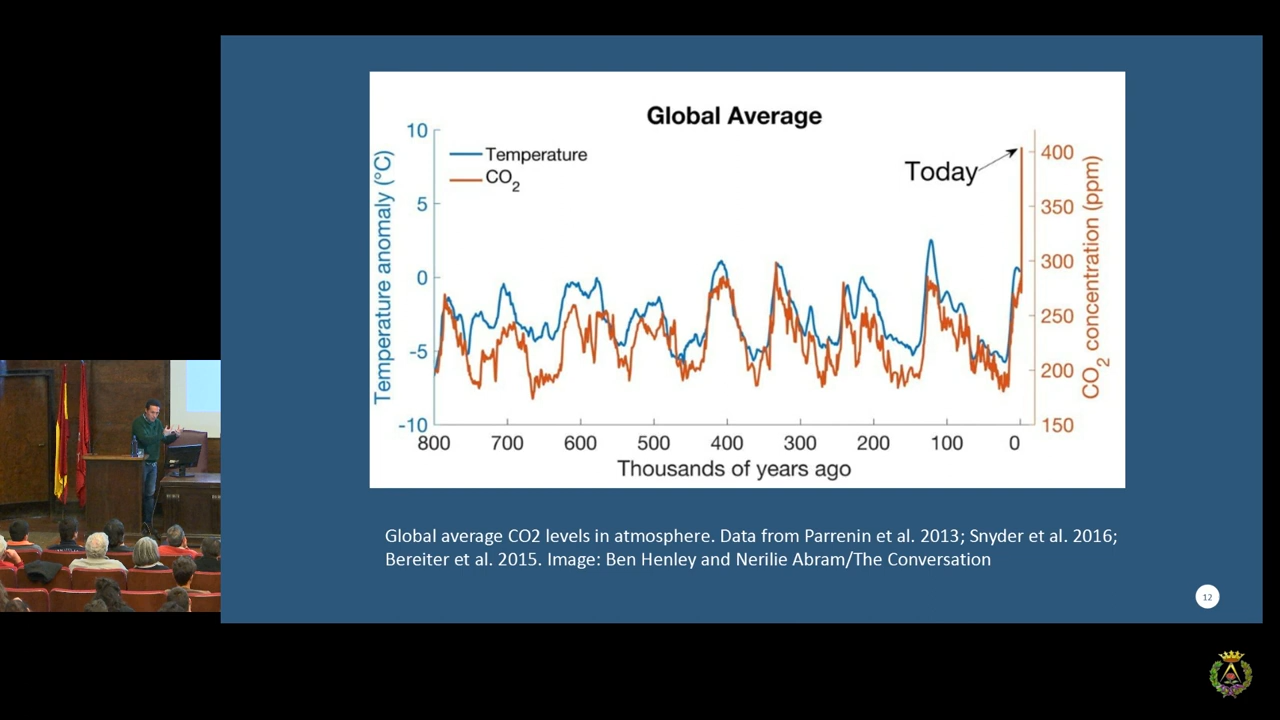 Global Average
10
5
0
-5
-10
Temperature anomaly (°C)
Temperature
CO2
Today
400
350
300
250
200
150
CO2 concentration (ppm)
800 700 600 500 400 300 200 100 0
Thousands of years ago
Global average CO2 levels in atmosphere. Data from Parrenin et al. 2013; Snyder et al. 2016;
Bereiter et al. 2015. Image: Ben Henley and Nerilie Abram/The Conversation
12